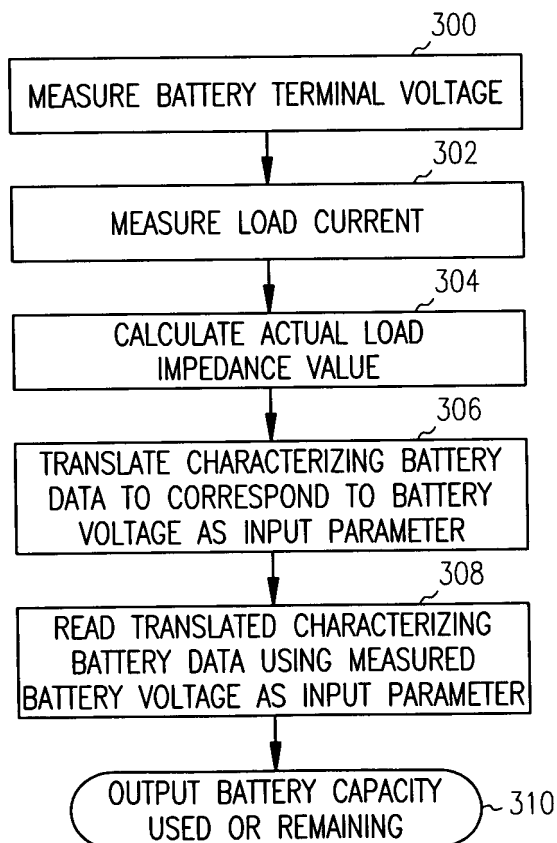 300
MEASURE BATTERY TERMINAL VOLTAGE
302
MEASURE LOAD CURRENT
304
CALCULATE ACTUAL LOAD
IMPEDANCE VALUE
306
TRANSLATE CHARACTERIZING BATTERY
DATA TO CORRESPOND TO BATTERY
VOLTAGE AS INPUT PARAMETER
308
READ TRANSLATED CHARACTERIZING
BATTERY DATA USING MEASURED
BATTERY VOLTAGE AS INPUT PARAMETER
OUTPUT BATTERY CAPACITY
USED OR REMAINING
310